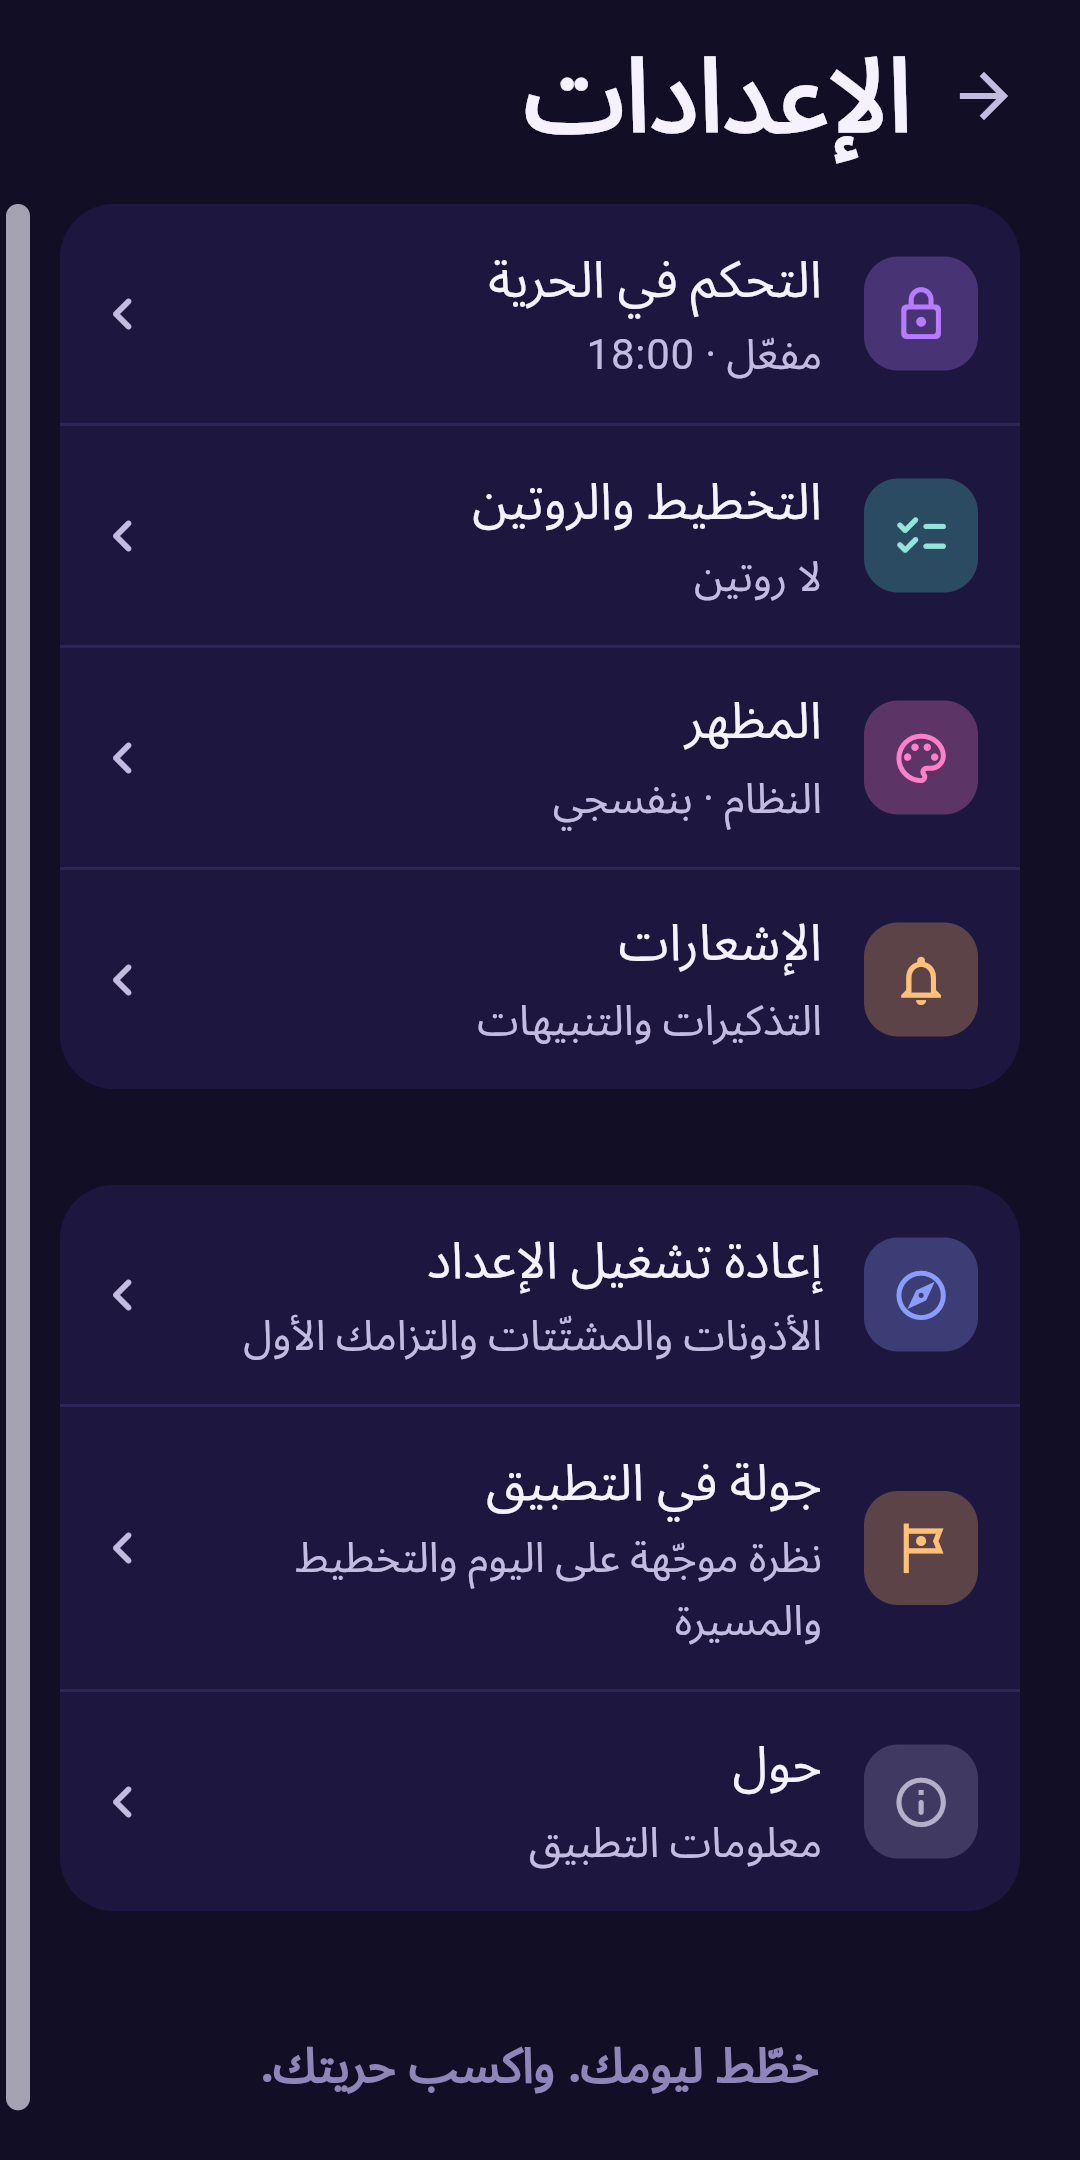 الإعدادات
التحكم في الحرية
مفعّل · 18:00
التخطيط والروتين
لا روتين
المظهر
النظام · بنفسجي
الإشعارات
التذكيرات والتنبيهات
إعادة تشغيل الإعداد
الأذونات والمشتّتات والتزامك الأول
جولة في التطبيق
نظرة موجّهة على اليوم والتخطيط
والمسيرة
حول
معلومات التطبيق
خطّط ليومك. واكسب حريتك.